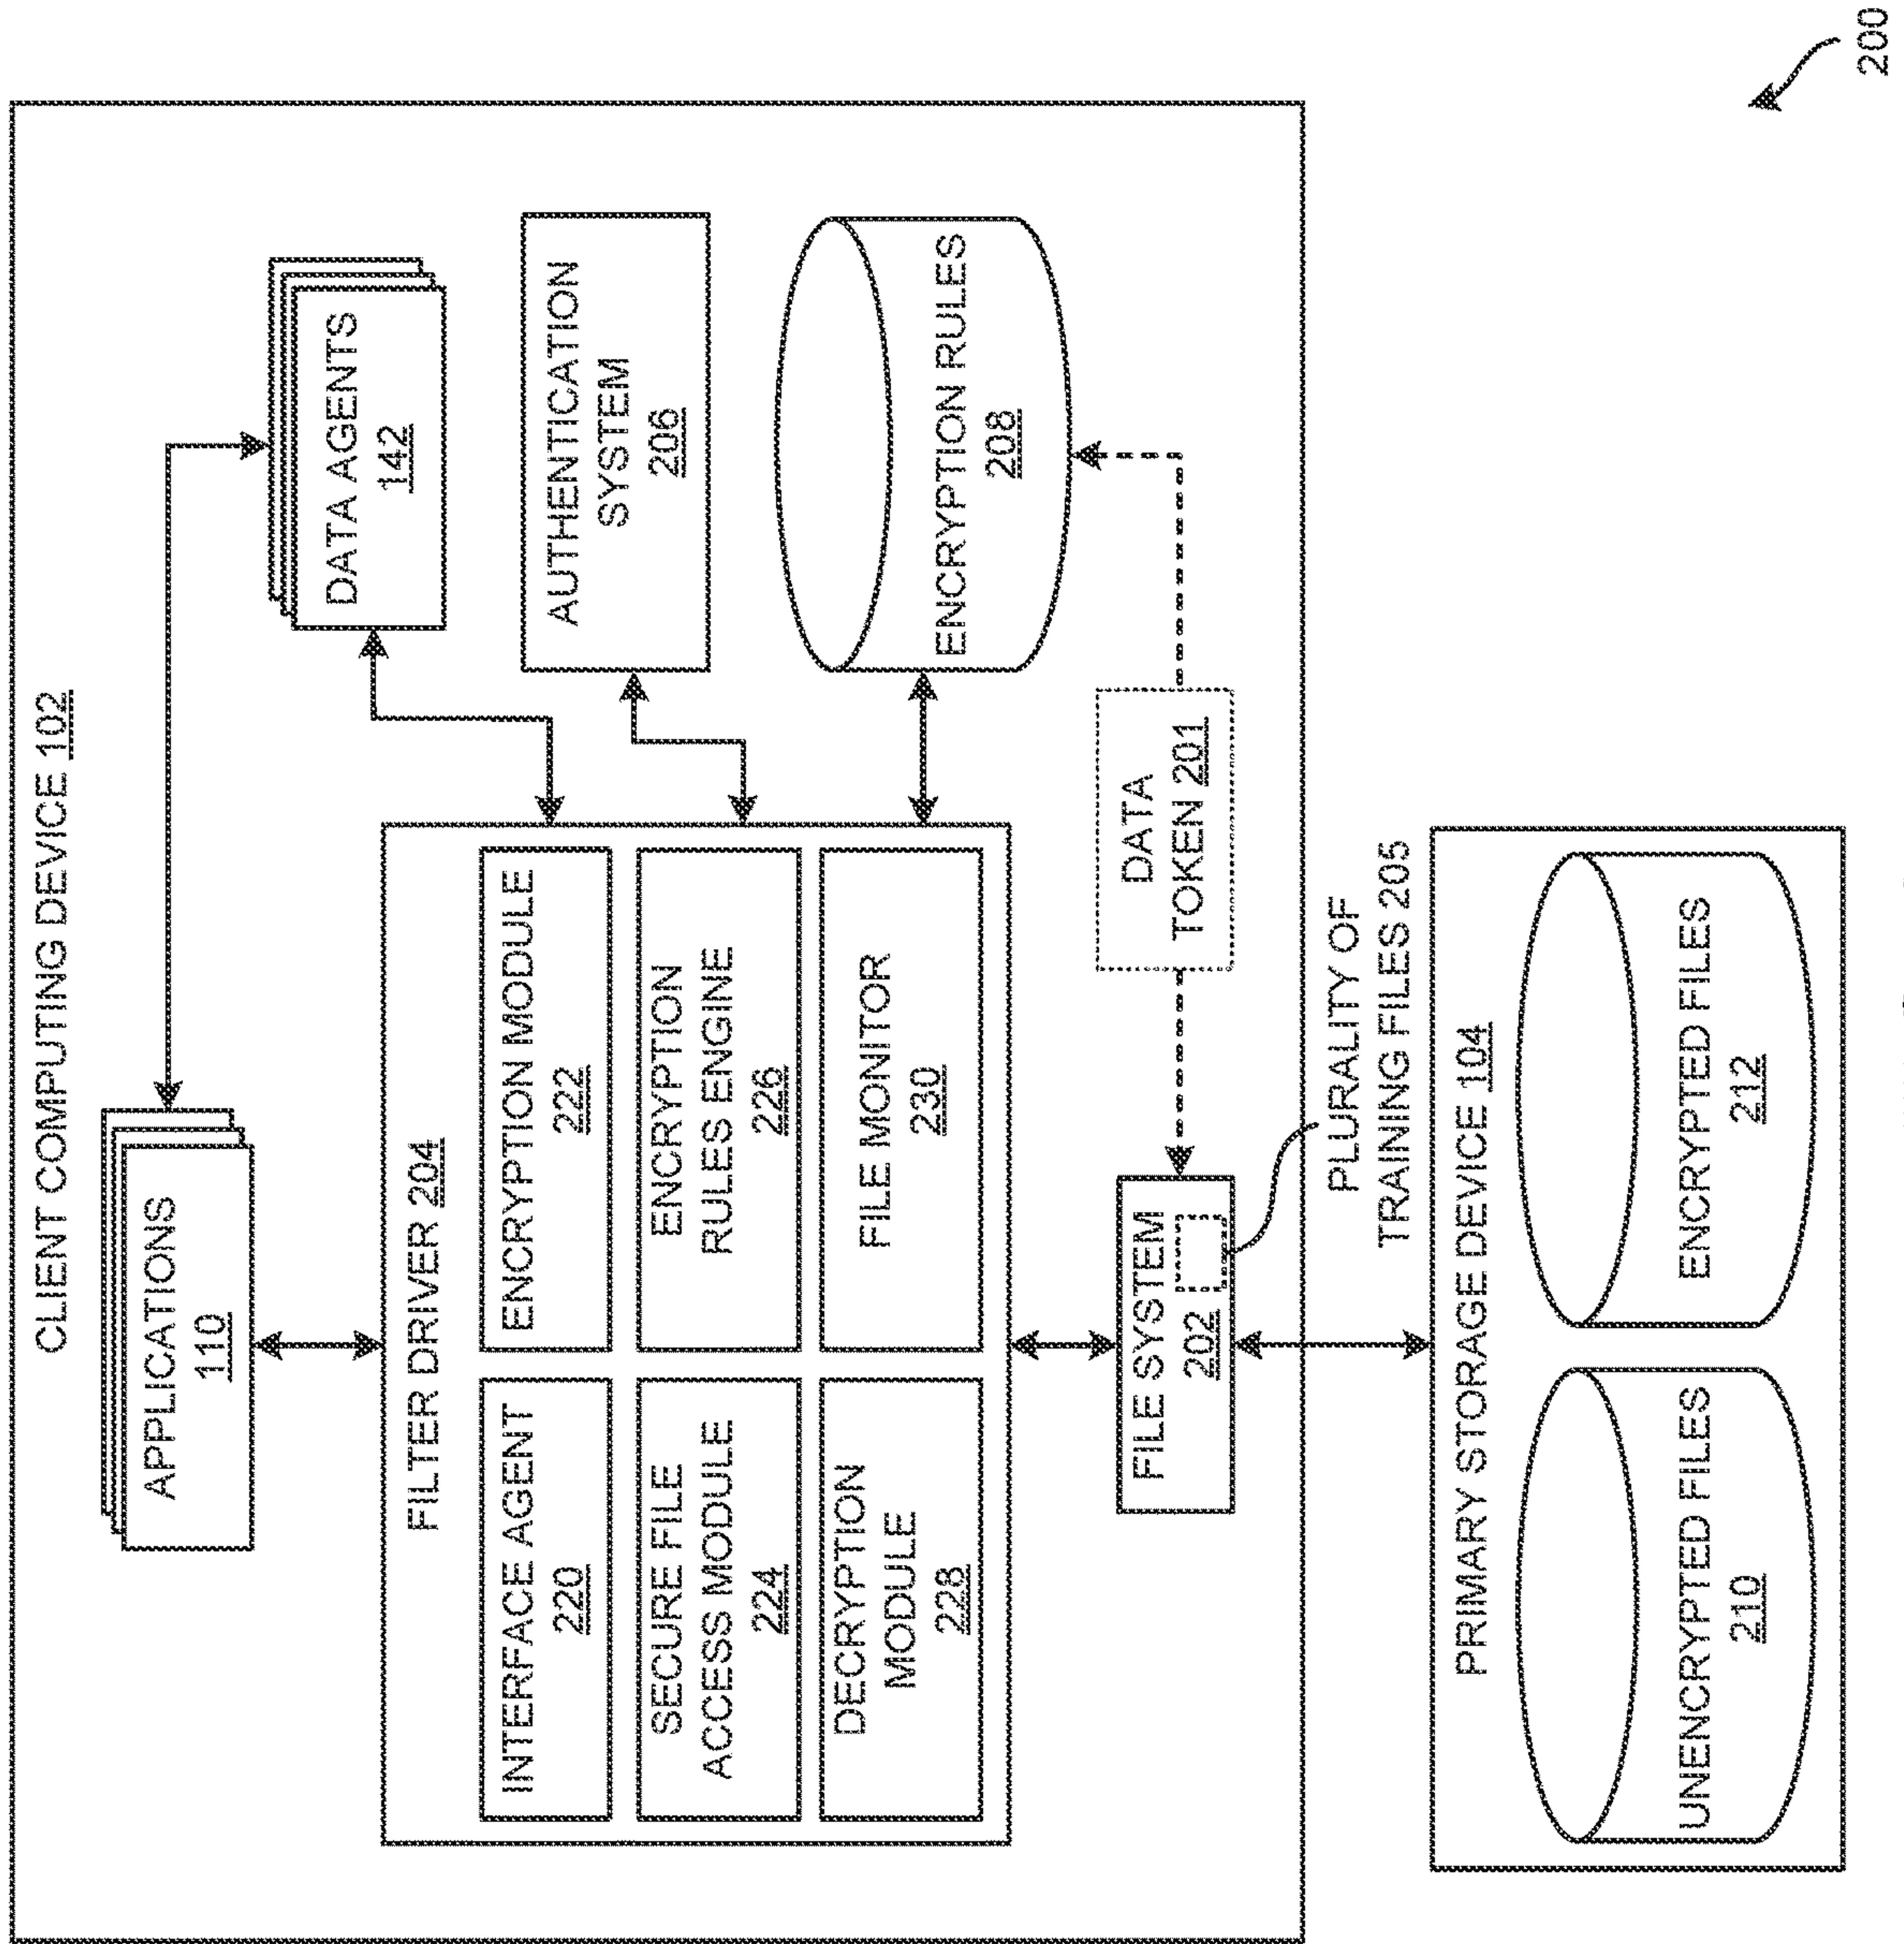 CLIENT COMPUTING DEVICE 102
APPLICATIONS
110
DATA AGENTS
142
FILTER DRIVER 204
INTERFACE AGENT
220
ENCRYPTION MODULE
222
SECURE FILE
ACCESS MODULE
224
ENCRYPTION
RULES ENGINE
226
DECRYPTION
MODULE
228
FILE MONITOR
230
AUTHENTICATION
SYSTEM
206
ENCRYPTION RULES
208
DATA
TOKEN 201
FILE SYSTEM
202
PLURALITY OF
TRAINING FILES 205
PRIMARY STORAGE DEVICE 104
UNENCRYPTED FILES
210
ENCRYPTED FILES
212
200